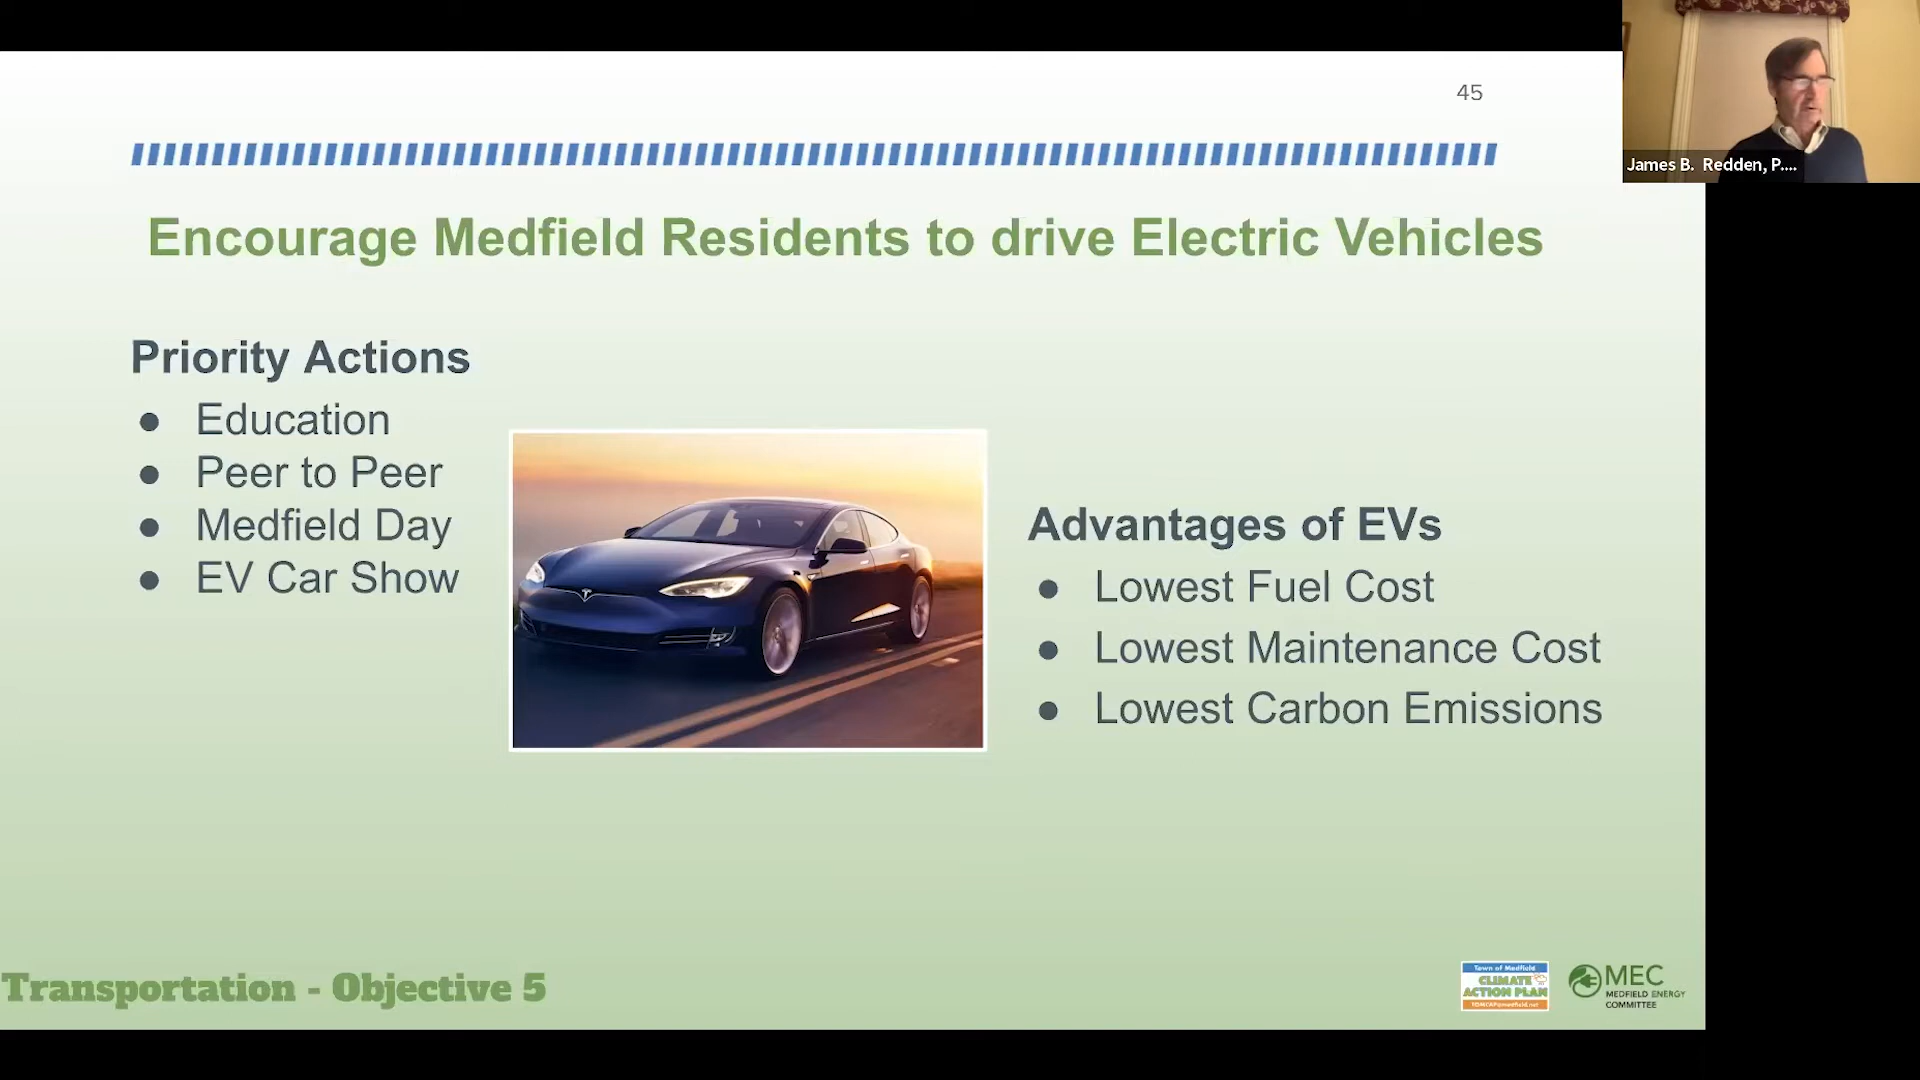 45
James B. Redden, P....
Encourage Medfield Residents to drive Electric Vehicles
Priority Actions
● Education
● Peer to Peer
● Medfield Day
● EV Car Show
Advantages of EVs
● Lowest Fuel Cost
● Lowest Maintenance Cost
● Lowest Carbon Emissions
Transportation - Objective 5
Town of Medfield
CLIMATE
ACTION PLAN
MEC
MEDFIELD ENERGY
COMMITTEE